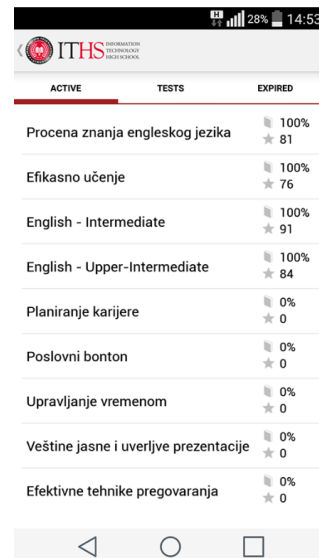 H 28% 14:53
ITHS INFORMATION
TECHNOLOGY
HIGH SCHOOL
ACTIVE TESTS EXPIRED
Procena znanja engleskog jezika 100%
81
Efikasno učenje 100%
76
English - Intermediate 100%
91
English - Upper-Intermediate 100%
84
Planiranje karijere 0%
0
Poslovni bonton 0%
0
Upravljanje vremenom 0%
0
Veštine jasne i uverljve prezentacije 0%
0
Efektivne tehnike pregovaranja 0%
0